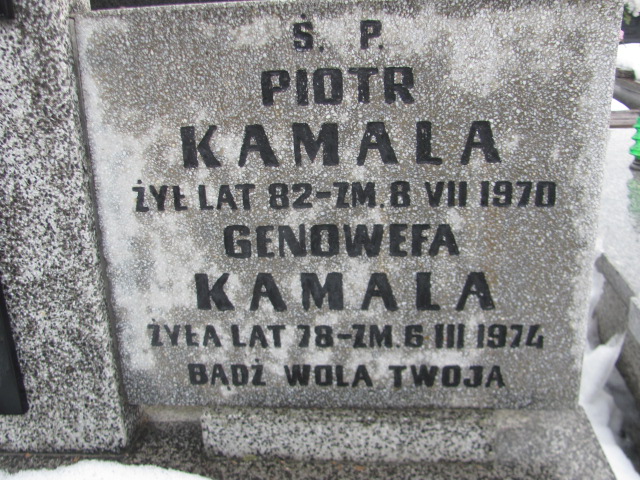 Ś. P.
PIOTR
KAMALA
ŻYŁ LAT 82-ZM. 8 VII 1970
GENOWEFA
KAMALA
ŻYŁA LAT 78-ZM. 6 III 1974
BĄDŹ WOLA TWOJA